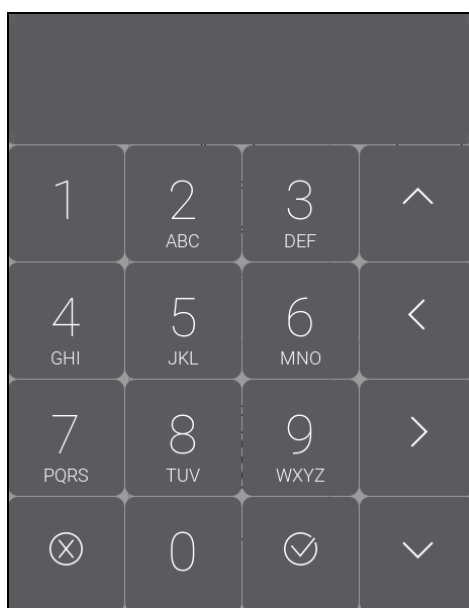 1 2 3
ABC DEF
4 5 6
GHI JKL MNO
7 8 9
PQRS TUV WXYZ
0